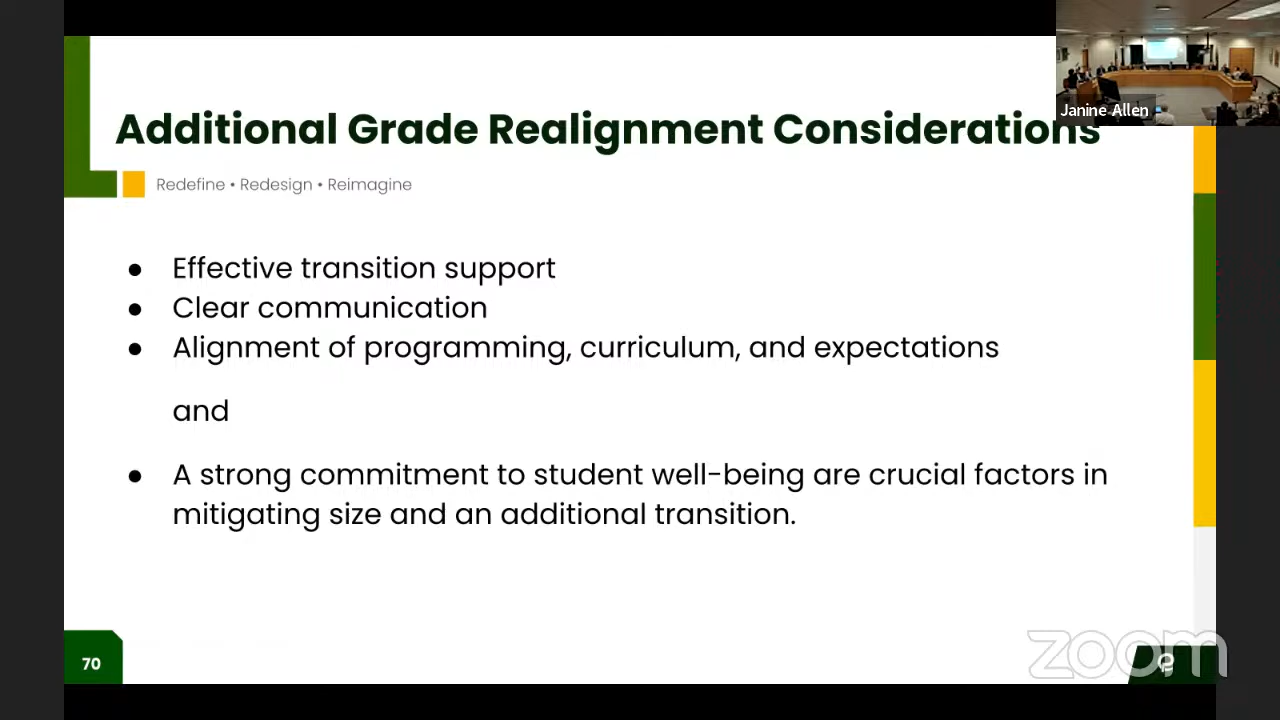 Janine Allen
Additional Grade Realignment Considerations
Redefine • Redesign • Reimagine
● Effective transition support
● Clear communication
● Alignment of programming, curriculum, and expectations
and
● A strong commitment to student well-being are crucial factors in
mitigating size and an additional transition.
70
zoom